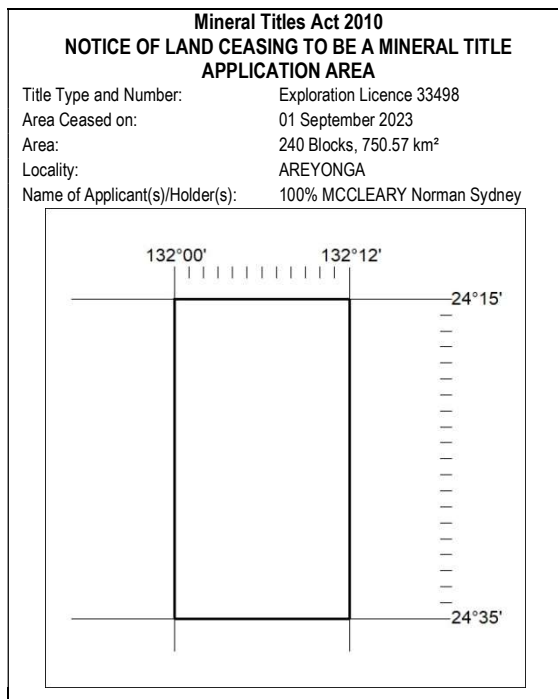 Mineral Titles Act 2010
NOTICE OF LAND CEASING TO BE A MINERAL TITLE
APPLICATION AREA
Title Type and Number: Exploration Licence 33498
Area Ceased on: 01 September 2023
Area: 240 Blocks, 750.57 km²
Locality: AREYONGA
Name of Applicant(s)/Holder(s): 100% MCCLEARY Norman Sydney
132°00' 132°12'
24°15'
24°35'